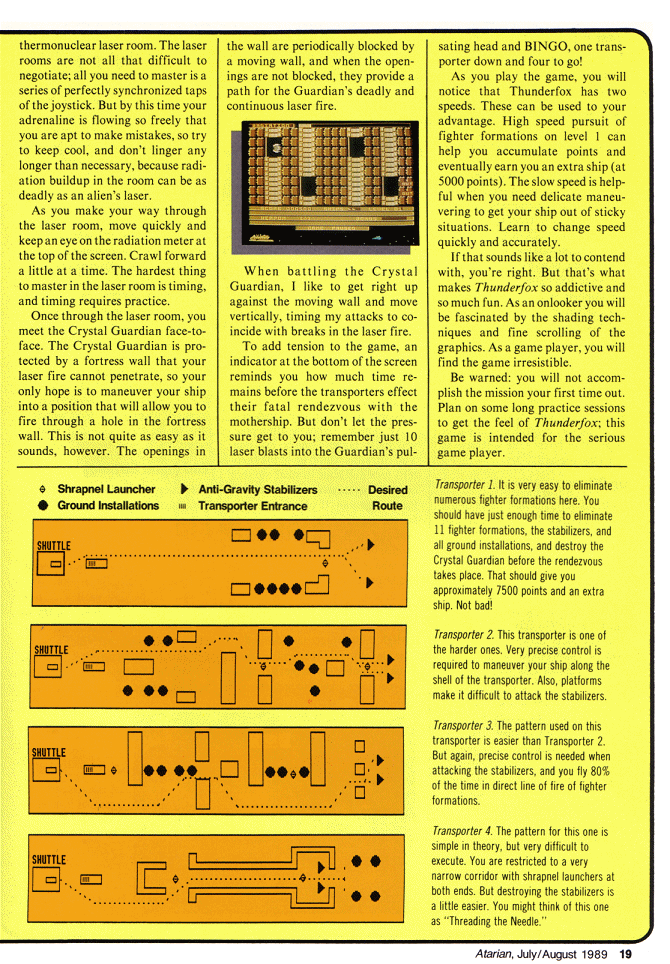 thermonuclear laser room. The laser
rooms are not all that difficult to
negotiate; all you need to master is a
series of perfectly synchronized taps
of the joystick. But by this time your
adrenaline is flowing so freely that
you are apt to make mistakes, so try
to keep cool, and don't linger any
longer than necessary, because radi-
ation buildup in the room can be as
deadly as an alien's laser.
As you make your way through
the laser room, move quickly and
keep an eye on the radiation meter at
the top of the screen. Crawl forward
a little at a time. The hardest thing
to master in the laser room is timing,
and timing requires practice.
Once through the laser room, you
meet the Crystal Guardian face-to-
face. The Crystal Guardian is pro-
tected by a fortress wall that your
laser fire cannot penetrate, so your
only hope is to maneuver your ship
into a position that will allow you to
fire through a hole in the fortress
wall. This is not quite as easy as it
sounds, however. The openings in
the wall are periodically blocked by
a moving wall, and when the open-
ings are not blocked, they provide a
path for the Guardian's deadly and
continuous laser fire.
When battling the Crystal
Guardian, I like to get right up
against the moving wall and move
vertically, timing my attacks to co-
incide with breaks in the laser fire.
To add tension to the game, an
indicator at the bottom of the screen
reminds you how much time re-
mains before the transporters effect
their fatal rendezvous with the
mothership. But don't let the pres-
sure get to you; remember just 10
laser blasts into the Guardian's pul-
sating head and BINGO, one trans-
porter down and four to go!
As you play the game, you will
notice that Thunderfox has two
speeds. These can be used to your
advantage. High speed pursuit of
fighter formations on level 1 can
help you accumulate points and
eventually earn you an extra ship (at
5000 points). The slow speed is help-
ful when you need delicate maneu-
vering to get your ship out of sticky
situations. Learn to change speed
quickly and accurately.
If that sounds like a lot to contend
with, you're right. But that's what
makes Thunderfox so addictive and
so much fun. As an onlooker you will
be fascinated by the shading tech-
niques and fine scrolling of the
graphics. As a game player, you will
find the game irresistible.
Be warned: you will not accom-
plish the mission your first time out.
Plan on some long practice sessions
to get the feel of Thunderfox; this
game is intended for the serious
game player.
Shrapnel Launcher
Anti-Gravity Stabilizers
Desired
Ground Installations
Transporter Entrance
Route
SHUTTLE
SHUTTLE
SHUTTLE
SHUTTLE
Transporter 1. It is very easy to eliminate
numerous fighter formations here. You
should have just enough time to eliminate
11 fighter formations, the stabilizers, and
all ground installations, and destroy the
Crystal Guardian before the rendezvous
takes place. That should give you
approximately 7500 points and an extra
ship. Not bad!
Transporter 2. This transporter is one of
the harder ones. Very precise control is
required to maneuver your ship along the
shell of the transporter. Also, platforms
make it difficult to attack the stabilizers.
Transporter 3. The pattern used on this
transporter is easier than Transporter 2.
But again, precise control is needed when
attacking the stabilizers, and you fly 80%
of the time in direct line of fire of fighter
formations.
Transporter 4. The pattern for this one is
simple in theory, but very difficult to
execute. You are restricted to a very
narrow corridor with shrapnel launchers at
both ends. But destroying the stabilizers is
a little easier. You might think of this one
as "Threading the Needle."
Atarian, July/August 1989 19